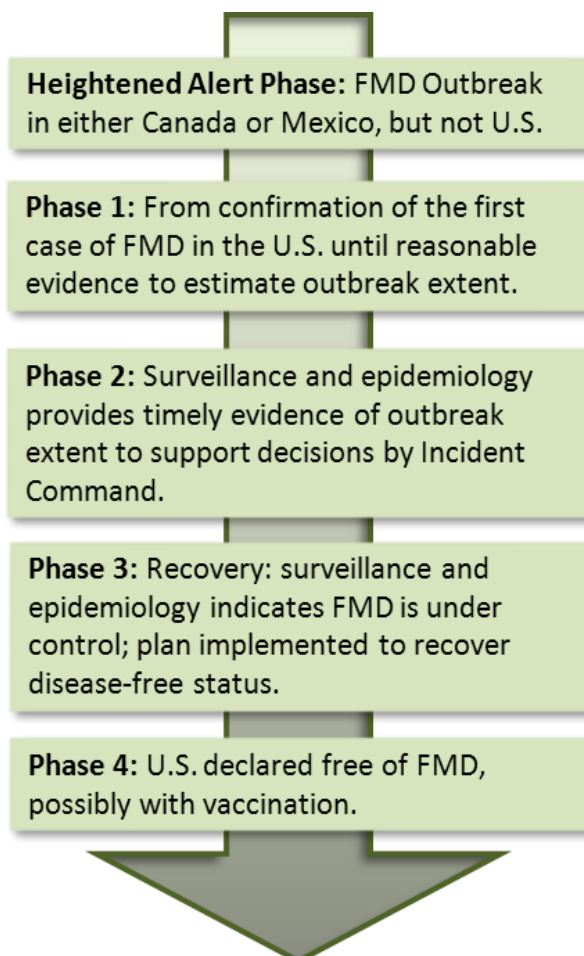 Heightened Alert Phase: FMD Outbreak
in either Canada or Mexico, but not U.S.
Phase 1: From confirmation of the first
case of FMD in the U.S. until reasonable
evidence to estimate outbreak extent.
Phase 2: Surveillance and epidemiology
provides timely evidence of outbreak
extent to support decisions by Incident
Command.
Phase 3: Recovery: surveillance and
epidemiology indicates FMD is under
control; plan implemented to recover
disease-free status.
Phase 4: U.S. declared free of FMD,
possibly with vaccination.